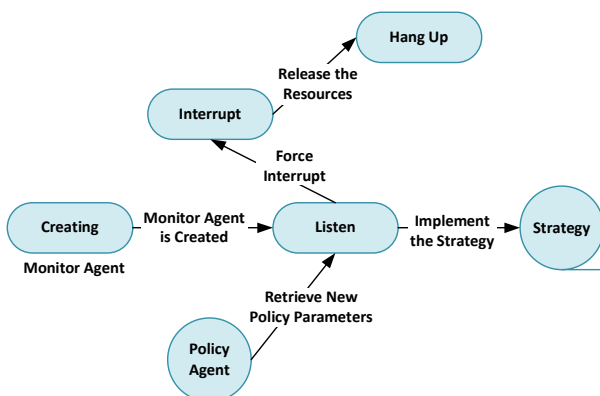 Hang Up
Release the
Resources
Interrupt
Force
Interrupt
Creating
Monitor Agent
is Created
Listen
Implement
the Strategy
Strategy
Monitor Agent
Retrieve New
Policy Parameters
Policy
Agent